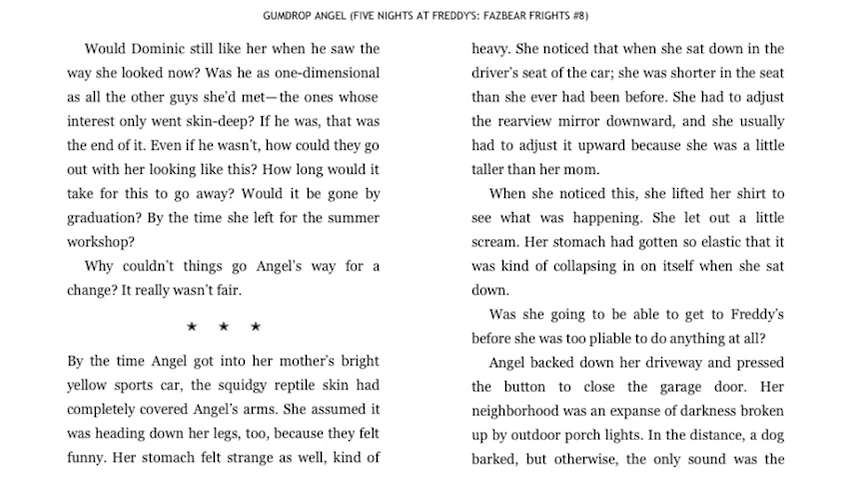 GUMDROP ANGEL (FIVE NIGHTS AT FREDDY'S: FAZBEAR FRIGHTS #8)
Would Dominic still like her when he saw the
way she looked now? Was he as one-dimensional
as all the other guys she’d met—the ones whose
interest only went skin-deep? If he was, that was
the end of it. Even if he wasn’t, how could they go
out with her looking like this? How long would it
take for this to go away? Would it be gone by
graduation? By the time she left for the summer
workshop?
Why couldn’t things go Angel’s way for a
change? It really wasn’t fair.
★ ★ ★
By the time Angel got into her mother’s bright
yellow sports car, the squidgy reptile skin had
completely covered Angel’s arms. She assumed it
was heading down her legs, too, because they felt
funny. Her stomach felt strange as well, kind of
heavy. She noticed that when she sat down in the
driver’s seat of the car; she was shorter in the seat
than she ever had been before. She had to adjust
the rearview mirror downward, and she usually
had to adjust it upward because she was a little
taller than her mom.
When she noticed this, she lifted her shirt to
see what was happening. She let out a little
scream. Her stomach had gotten so elastic that it
was kind of collapsing in on itself when she sat
down.
Was she going to be able to get to Freddy’s
before she was too pliable to do anything at all?
Angel backed down her driveway and pressed
the button to close the garage door. Her
neighborhood was an expanse of darkness broken
up by outdoor porch lights. In the distance, a dog
barked, but otherwise, the only sound was the